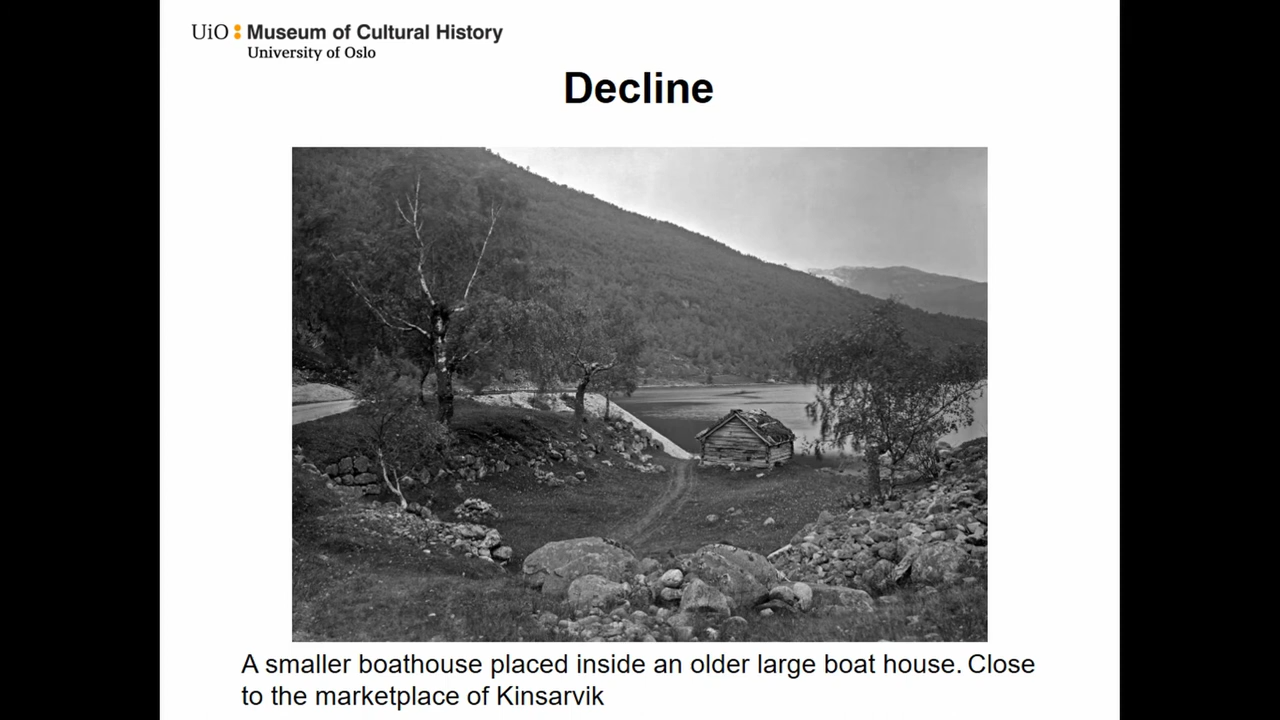 UiO Museum of Cultural History
University of Oslo
Decline
A smaller boathouse placed inside an older large boat house. Close
to the marketplace of Kinsarvik